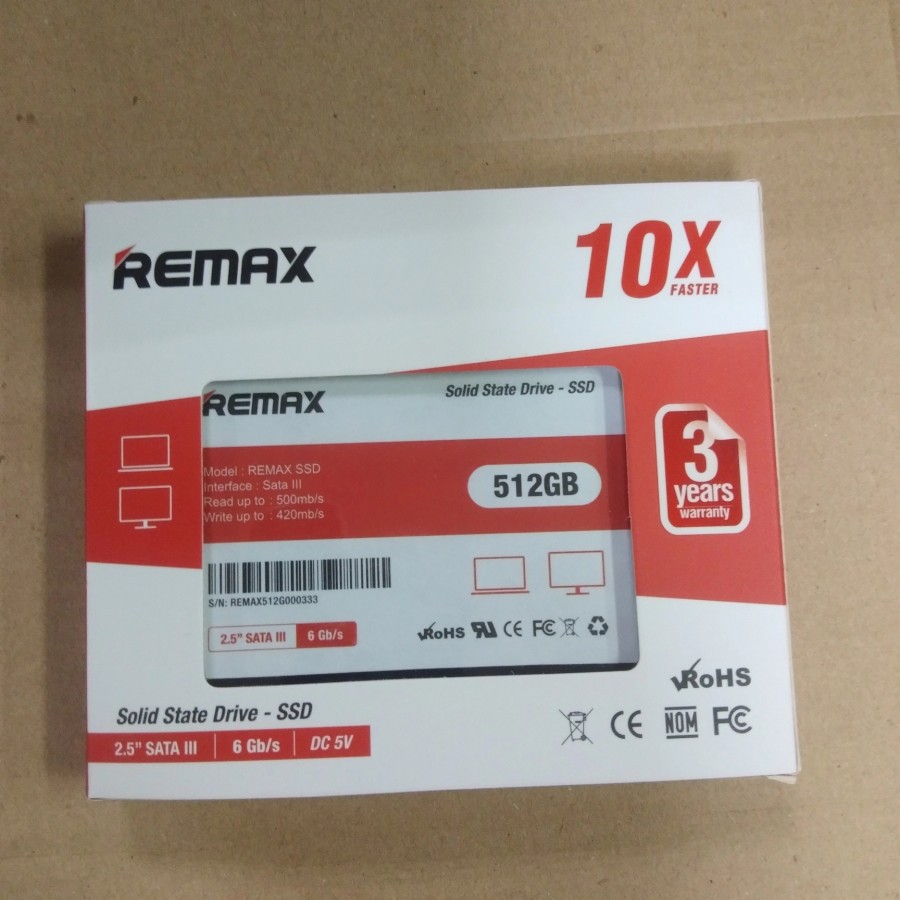 REMAX
10X
FASTER
REMAX
Solid State Drive - SSD
Model : REMAX SSD
Interface : Sata III
Read up to : 500mb/s
Write up to : 420mb/s
512GB
3
years
warranty
S/N: REMAX512G000333
2.5" SATA III 6 Gb/s
RoHS CE FC
RoHS
Solid State Drive - SSD
2.5" SATA III 6 Gb/s DC 5V
CE NOM FC